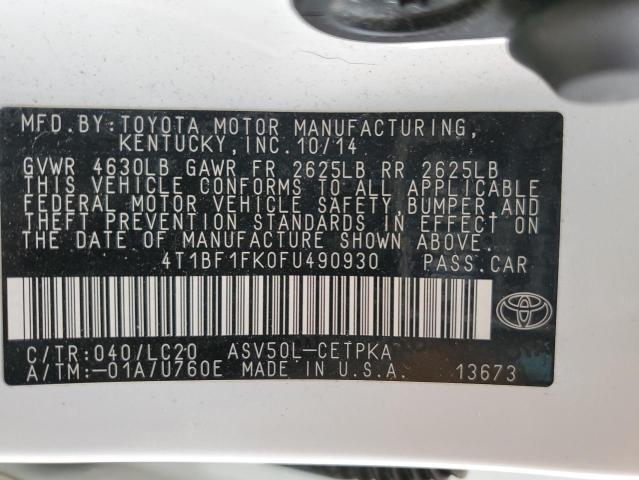 MFD.BY:TOYOTA MOTOR MANUFACTURING,
KENTUCKY, INC.10/14
GVWR 4630LB GAWR FR 2625LB RR 2625LB
THIS VEHICLE CONFORMS TO ALL APPLICABLE
FEDERAL MOTOR VEHICLE SAFETY,BUMPER AND
THEFT PREVENTION STANDARDS IN EFFECT ON
THE DATE OF MANUFACTURE SHOWN ABOVE.
4T1BF1FK0FU490930 PASS.CAR
C/TR:040/LC20 ASV50L-CETPKA
A/TM:-01A/U760E MADE IN U.S.A. 13673
TOYOTA